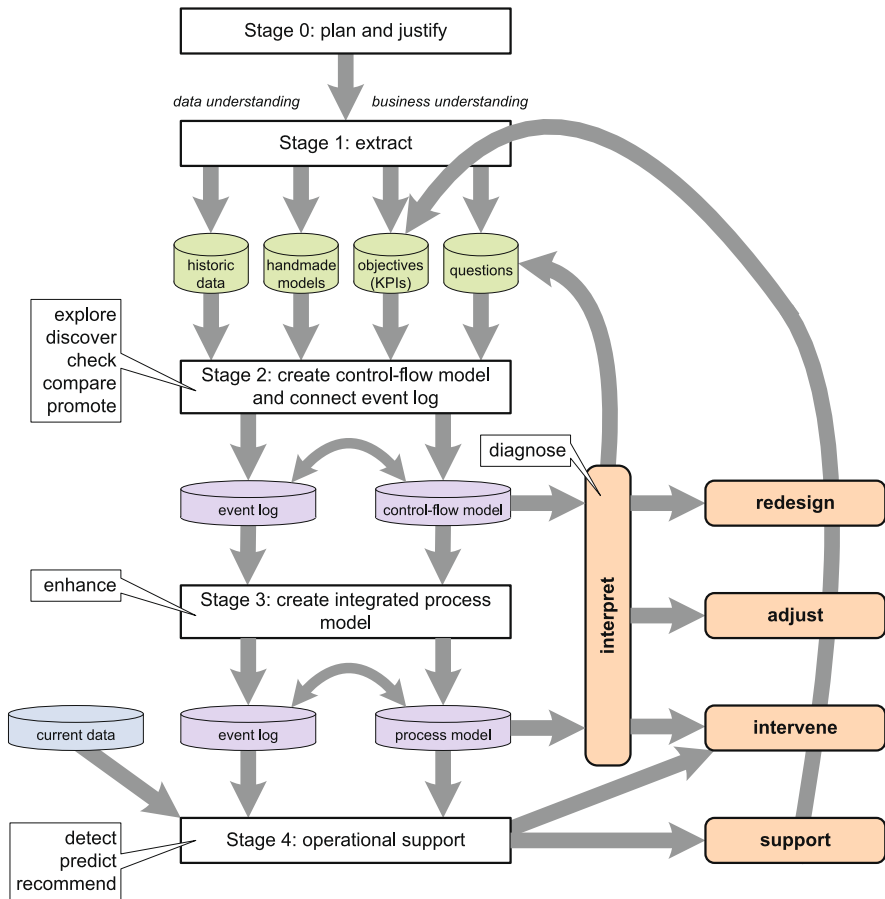 Stage 0: plan and justify
data understanding
business understanding
Stage 1: extract
historic
data
handmade
models
objectives
(KPIs)
questions
explore
discover
check
compare
promote
Stage 2: create control-flow model
and connect event log
diagnose
event log
control-flow model
redesign
enhance
Stage 3: create integrated process
model
interpret
adjust
current data
event log
process model
intervene
detect
predict
recommend
Stage 4: operational support
support